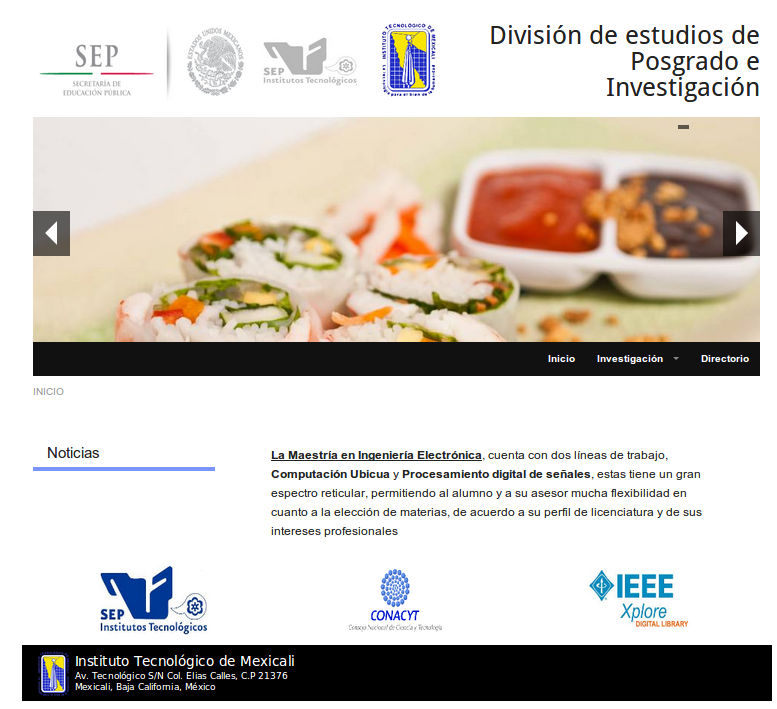 SEP
SECRETARÍA DE
EDUCACIÓN PÚBLICA
ESTADOS UNIDOS MEXICANOS
SEP
Institutos Tecnológicos
INSTITUTO TECNOLÓGICO DE MEXICALI
División de estudios de
Posgrado e
Investigación
Inicio Investigación Directorio
INICIO
Noticias
La Maestría en Ingeniería Electrónica, cuenta con dos líneas de trabajo,
Computación Ubicua y Procesamiento digital de señales, estas tiene un gran
espectro reticular, permitiendo al alumno y a su asesor mucha flexibilidad en
cuanto a la elección de materias, de acuerdo a su perfil de licenciatura y de sus
intereses profesionales
SEP
Institutos Tecnológicos
CONACYT
Consejo Nacional de Ciencia y Tecnología
IEEE
Xplore
DIGITAL LIBRARY
Instituto Tecnológico de Mexicali
Av. Tecnológico S/N Col. Elias Calles, C.P 21376
Mexicali, Baja California, México